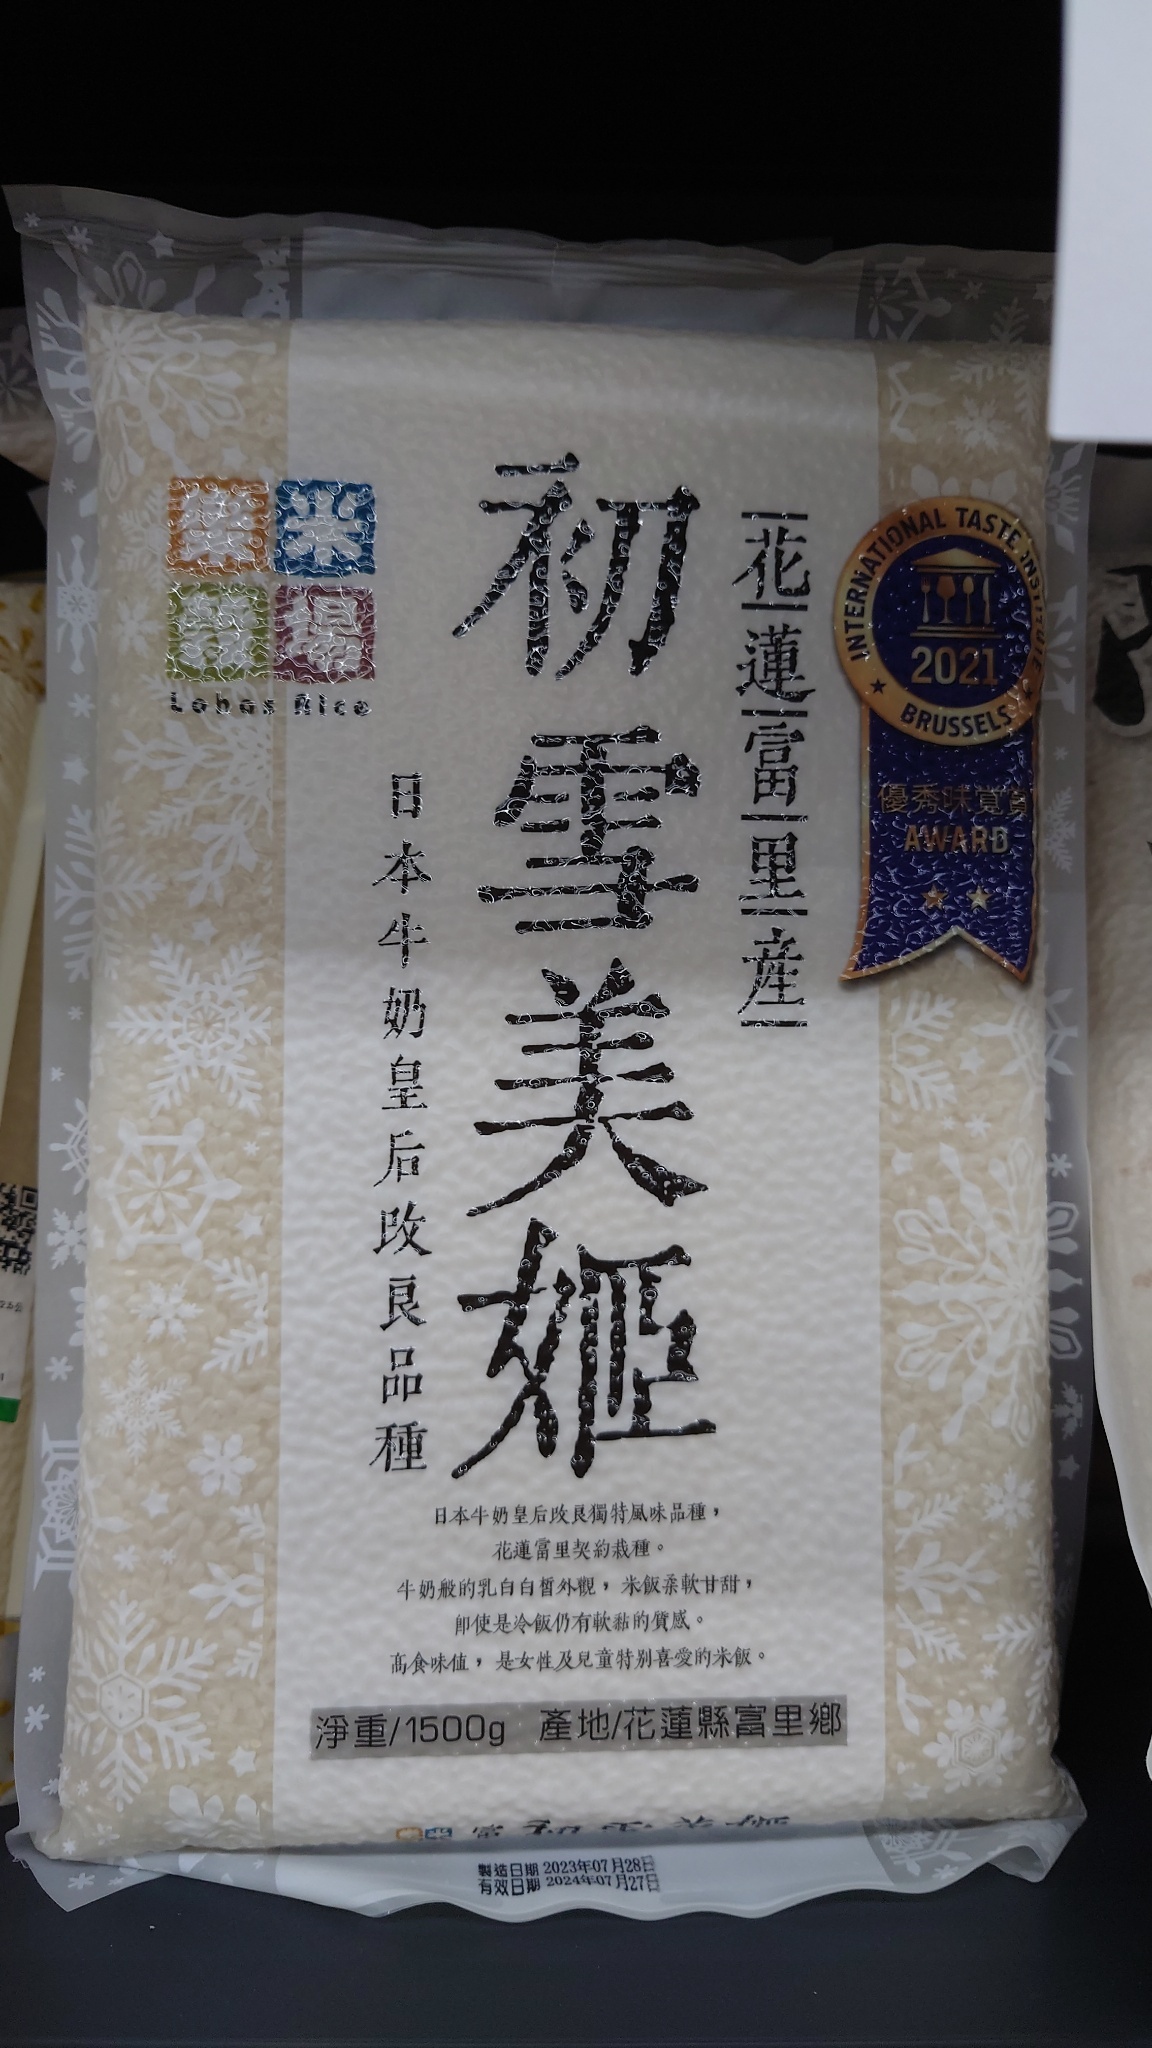 樂米
穀場
Lohas Rice
花蓮富里産
初雪美姬
日本牛奶皇后改良品種
INTERNATIONAL TASTE INSTITUTE
2021
BRUSSELS
優秀味覚賞
AWARD
日本牛奶皇后改良獨特風味品種，
花蓮富里契約栽種。
牛奶般的乳白白皙外觀，米飯柔軟甘甜，
即使是冷飯仍有軟黏的質感。
高食味值，是女性及兒童特別喜愛的米飯。
淨重/1500g 產地/花蓮縣富里鄉
製造日期 2023年07月28日
有效日期 2024年07月27日